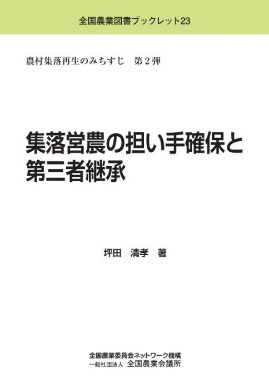 全国農業図書ブックレット23
農村集落再生のみちすじ　第２弾
集落営農の担い手確保と
第三者継承
坪田　清孝　著
全国農業委員会ネットワーク機構
一般社団法人　全国農業会議所